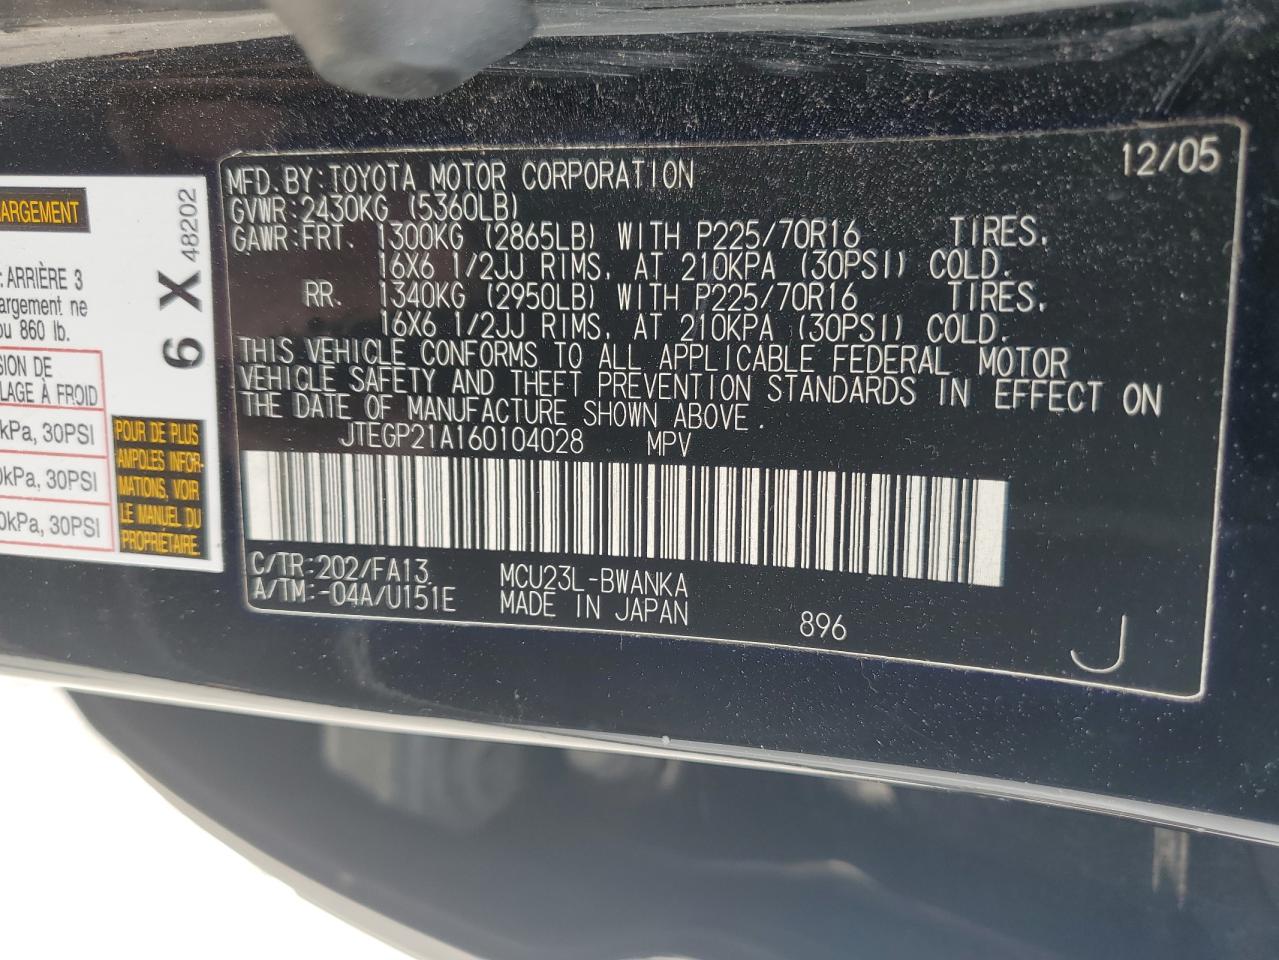 MFD. BY: TOYOTA MOTOR CORPORATION 12/05
GVWR: 2430KG (5360LB)
GAWR: FRT. 1300KG (2865LB) WITH P225/70R16 TIRES,
16X6 1/2JJ RIMS, AT 210KPA (30PSI) COLD.
RR. 1340KG (2950LB) WITH P225/70R16 TIRES,
16X6 1/2JJ RIMS, AT 210KPA (30PSI) COLD.
THIS VEHICLE CONFORMS TO ALL APPLICABLE FEDERAL MOTOR
VEHICLE SAFETY AND THEFT PREVENTION STANDARDS IN EFFECT ON
THE DATE OF MANUFACTURE SHOWN ABOVE.
JTEGP21A160104028 MPV
C/TR: 202/FA13 MCU23L-BWANKA
A/TM: -04A/U151E MADE IN JAPAN 896
J
ARGEMENT
: ARRIÈRE 3
argement ne
ou 860 lb.
SION DE
LAGE À FROID
kPa, 30PSI
0kPa, 30PSI
0kPa, 30PSI
6 X 48202
POUR DE PLUS
AMPOLES INFOR-
MATIONS, VOIR
LE MANUEL DU
PROPRIÉTAIRE.